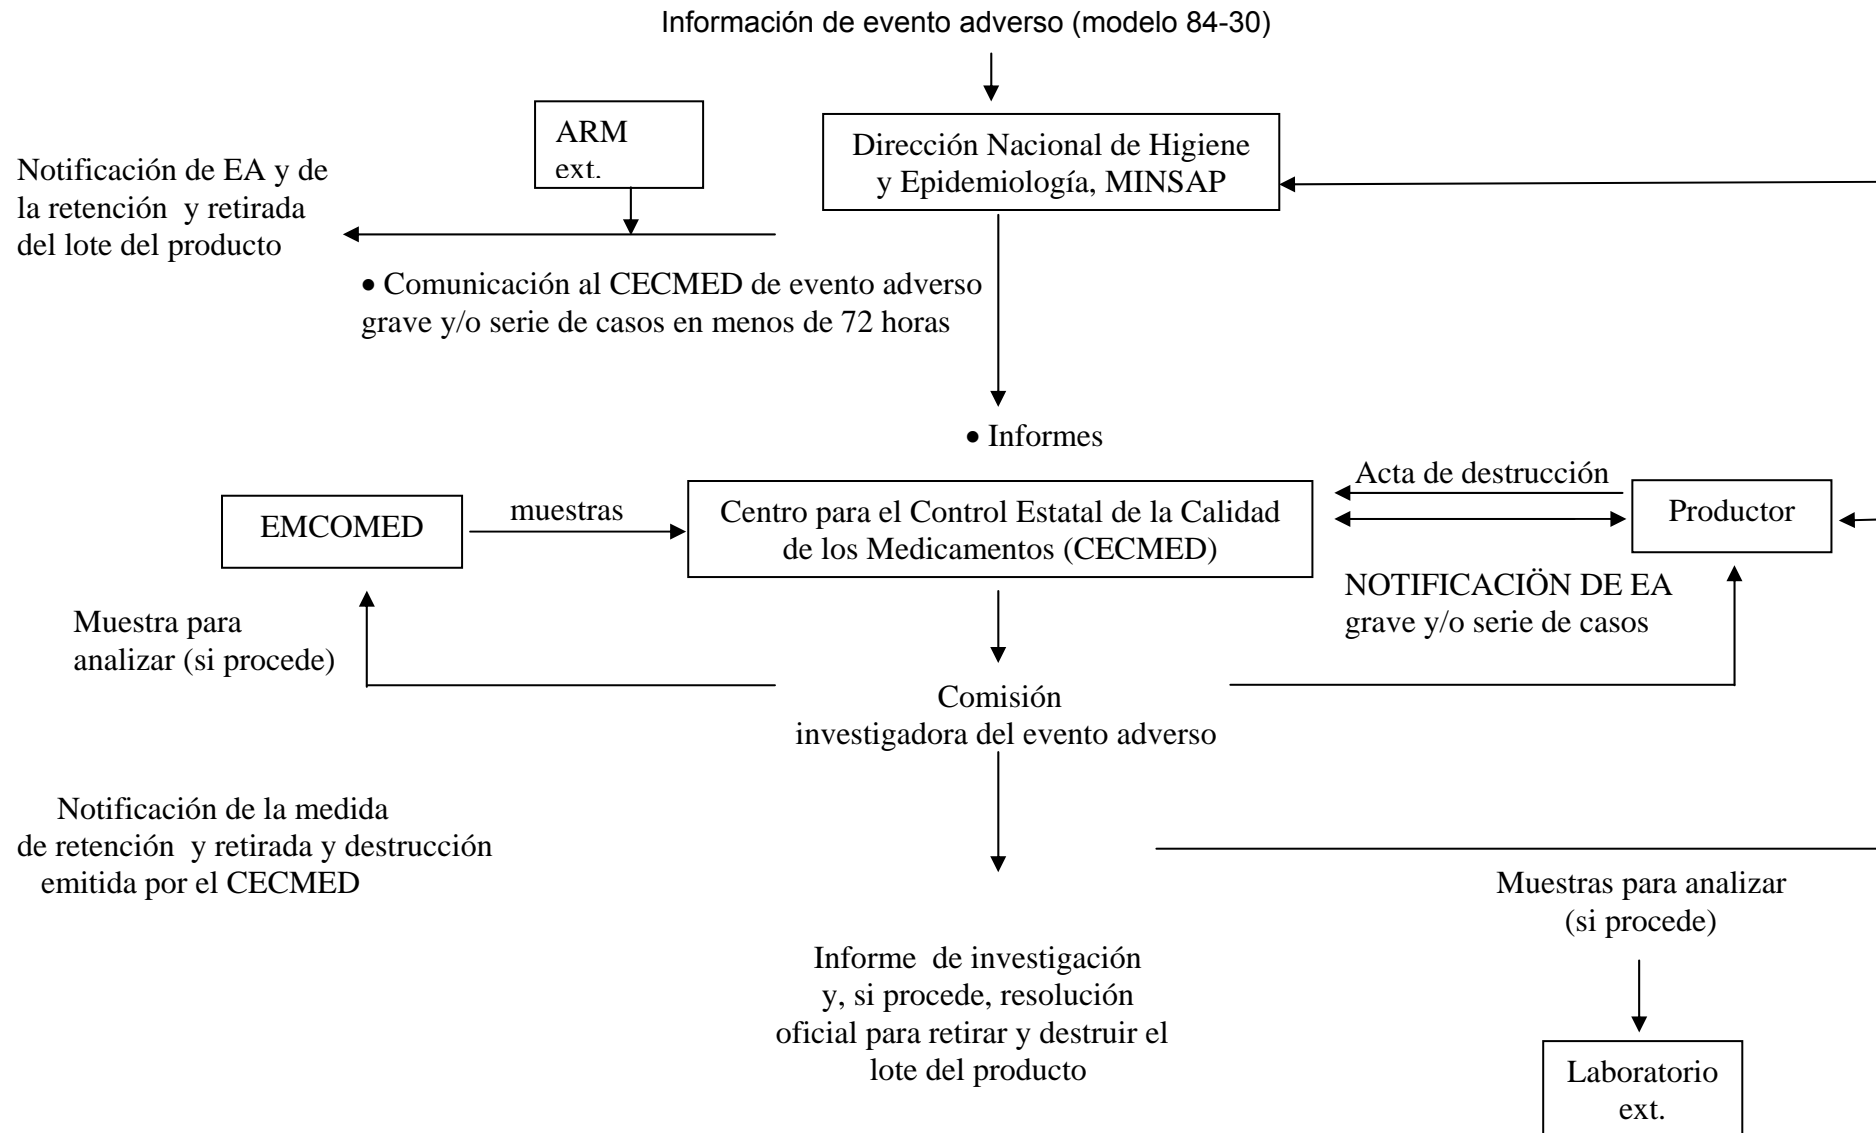 Información de evento adverso (modelo 84-30)
ARM
ext.
Dirección Nacional de Higiene
y Epidemiología, MINSAP
Notificación de EA y de
la retención y retirada
del lote del producto
• Comunicación al CECMED de evento adverso
grave y/o serie de casos en menos de 72 horas
• Informes
EMCOMED
muestras
Centro para el Control Estatal de la Calidad
de los Medicamentos (CECMED)
Acta de destrucción
Productor
NOTIFICACIÖN DE EA
grave y/o serie de casos
Muestra para
analizar (si procede)
Comisión
investigadora del evento adverso
Notificación de la medida
de retención y retirada y destrucción
emitida por el CECMED
Muestras para analizar
(si procede)
Informe de investigación
y, si procede, resolución
oficial para retirar y destruir el
lote del producto
Laboratorio
ext.